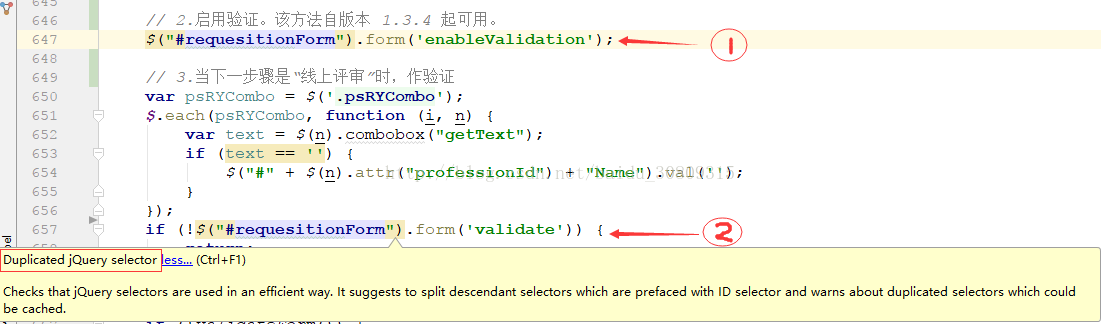 645
646 // 2.启用验证。该方法自版本 1.3.4 起可用。
647 $("#requesitionForm").form('enableValidation'); 1
648
649 // 3.当下一步骤是“线上评审”时，作验证
650 var psRYCombo = $('.psRYCombo');
651 $.each(psRYCombo, function (i, n) {
652 var text = $(n).combobox("getText");
653 if (text == '') {
654 $("#" + $(n).attr("professionId") + "Name").val('');
655 }
656 });
657 if (!$("#requesitionForm").form('validate')) { 2
Duplicated jQuery selector less... (Ctrl+F1)
Checks that jQuery selectors are used in an efficient way. It suggests to split descendant selectors which are prefaced with ID selector and warns about duplicated selectors which could
be cached.